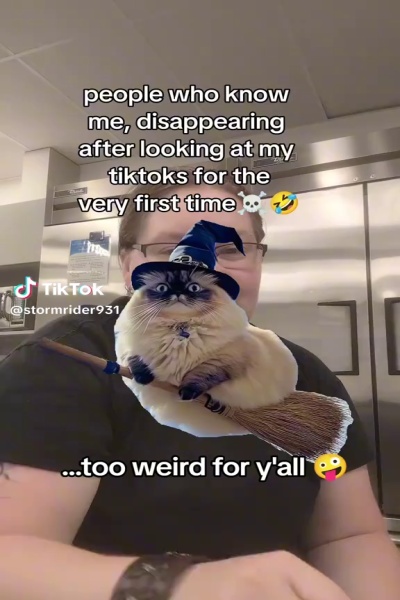 people who know
me, disappearing
after looking at my
tiktoks for the
very first time☠️🤣
TikTok
@stormrider931
...too weird for y'all 🤪